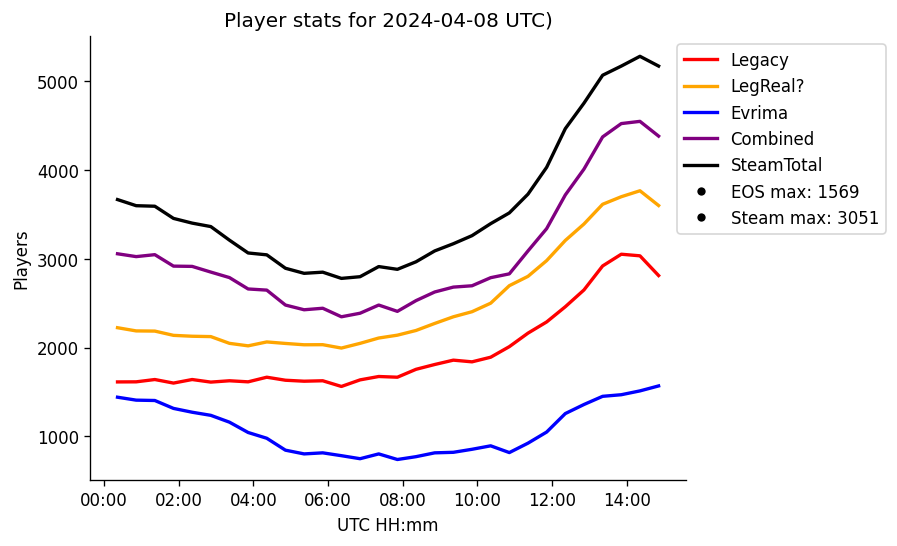 Player stats for 2024-04-08 UTC)
Players
5000
4000
3000
2000
1000
00:00 02:00 04:00 06:00 08:00 10:00 12:00 14:00
UTC HH:mm
Legacy
LegReal?
Evrima
Combined
SteamTotal
EOS max: 1569
Steam max: 3051